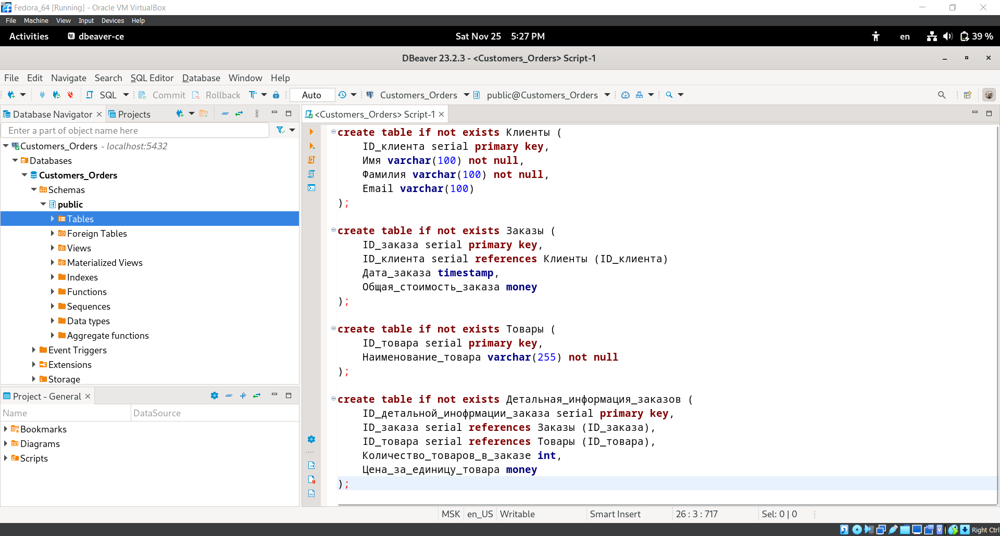 Fedora_64 [Running] - Oracle VM VirtualBox
File Machine View Input Devices Help
Activities dbeaver-ce Sat Nov 25 5:27 PM en 39 %
DBeaver 23.2.3 - <Customers_Orders> Script-1
File Edit Navigate Search SQL Editor Database Window Help
SQL Commit Rollback Auto Customers_Orders public@Customers_Orders
Database Navigator Projects
Enter a part of object name here
Customers_Orders - localhost:5432
Databases
Customers_Orders
Schemas
public
Tables
Foreign Tables
Views
Materialized Views
Indexes
Functions
Sequences
Data types
Aggregate functions
Event Triggers
Extensions
Storage
Project - General
Name DataSource
Bookmarks
Diagrams
Scripts
<Customers_Orders> Script-1
create table if not exists Клиенты (
ID_клиента serial primary key,
Имя varchar(100) not null,
Фамилия varchar(100) not null,
Email varchar(100)
);
create table if not exists Заказы (
ID_заказа serial primary key,
ID_клиента serial references Клиенты (ID_клиента)
Дата_заказа timestamp,
Общая_стоимость_заказа money
);
create table if not exists Товары (
ID_товара serial primary key,
Наименование_товара varchar(255) not null
);
create table if not exists Детальная_информация_заказов (
ID_детальной_инофрмации_заказа serial primary key,
ID_заказа serial references Заказы (ID_заказа),
ID_товара serial references Товары (ID_товара),
Количество_товаров_в_заказе int,
Цена_за_единицу_товара money
);
MSK en_US Writable Smart Insert 26 : 3 : 717 Sel: 0 | 0
Right Ctrl